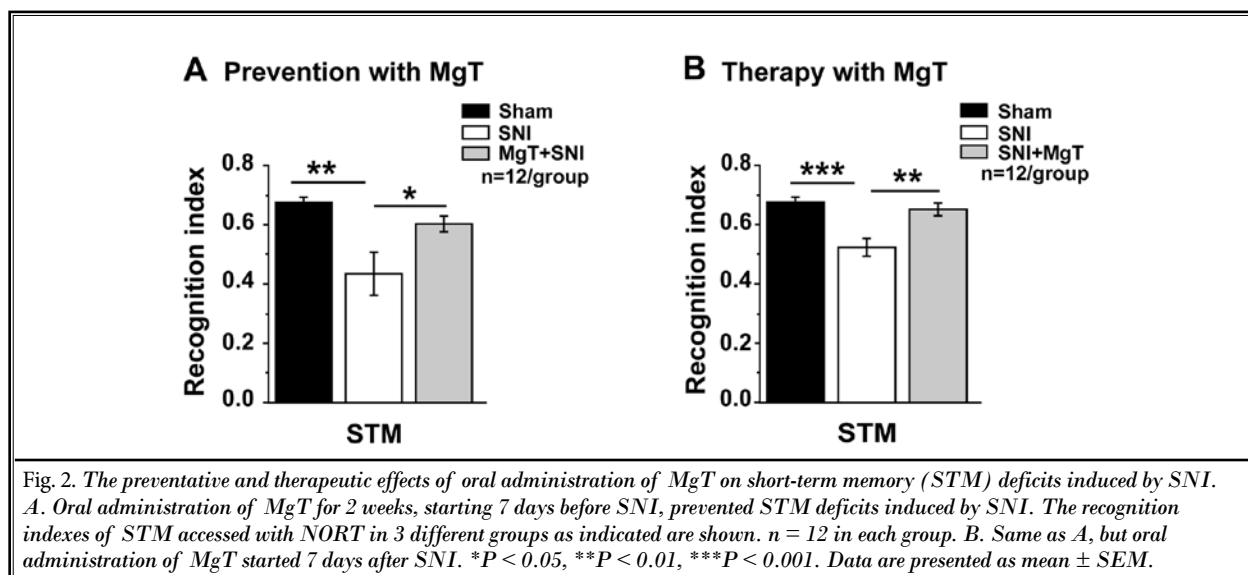 A Prevention with MgT
Sham
SNI
MgT+SNI
n=12/group
**
*
Recognition index
0.8
0.6
0.4
0.2
0.0
STM
B Therapy with MgT
Sham
SNI
SNI+MgT
n=12/group
***
**
Recognition index
0.8
0.6
0.4
0.2
0.0
STM
Fig. 2. The preventative and therapeutic effects of oral administration of MgT on short-term memory (STM) deficits induced by SNI.
A. Oral administration of MgT for 2 weeks, starting 7 days before SNI, prevented STM deficits induced by SNI. The recognition
indexes of STM accessed with NORT in 3 different groups as indicated are shown. n = 12 in each group. B. Same as A, but oral
administration of MgT started 7 days after SNI. *P < 0.05, **P < 0.01, ***P < 0.001. Data are presented as mean ± SEM.